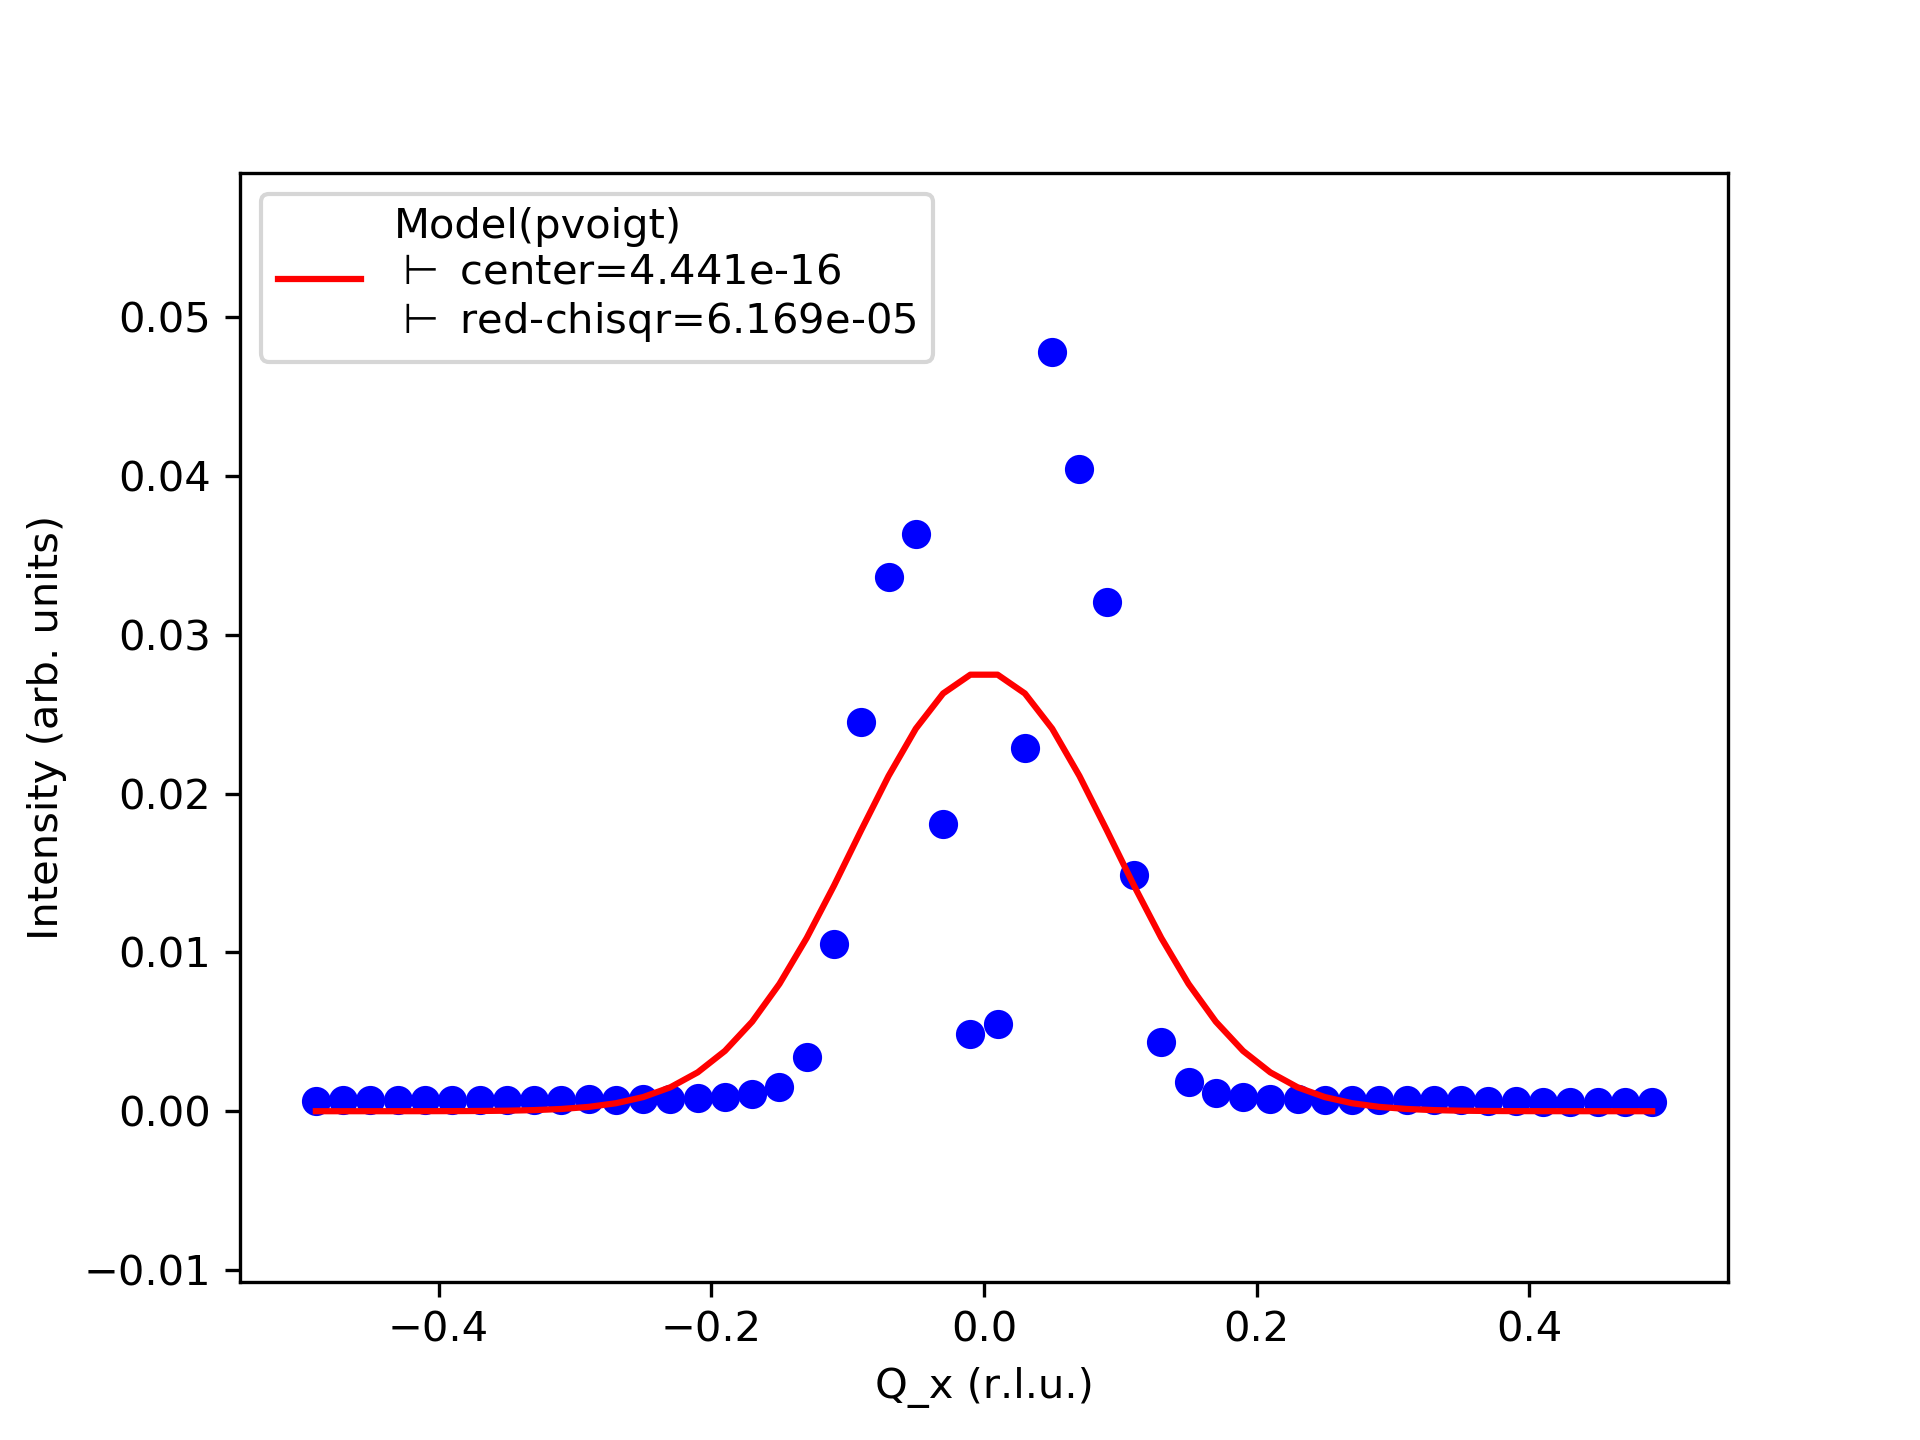 Model(pvoigt)
⊢ center=4.441e-16
⊢ red-chisqr=6.169e-05
0.05
0.04
0.03
0.02
0.01
0.00
−0.01
Intensity (arb. units)
−0.4 −0.2 0.0 0.2 0.4
Q_x (r.l.u.)